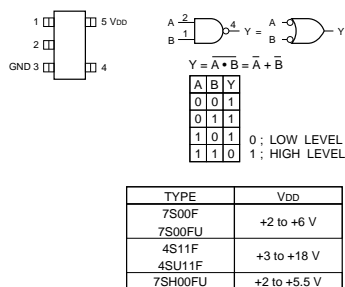 1
2
GND 3
5 VDD
4
A 2
B 1
4 Y = A
B
Y
Y = A • B = A + B
A B Y
0 0 1
0 1 1
1 0 1
1 1 0
0 ; LOW LEVEL
1 ; HIGH LEVEL
TYPE VDD
7S00F
7S00FU
+2 to +6 V
4S11F
4SU11F
+3 to +18 V
7SH00FU +2 to +5.5 V